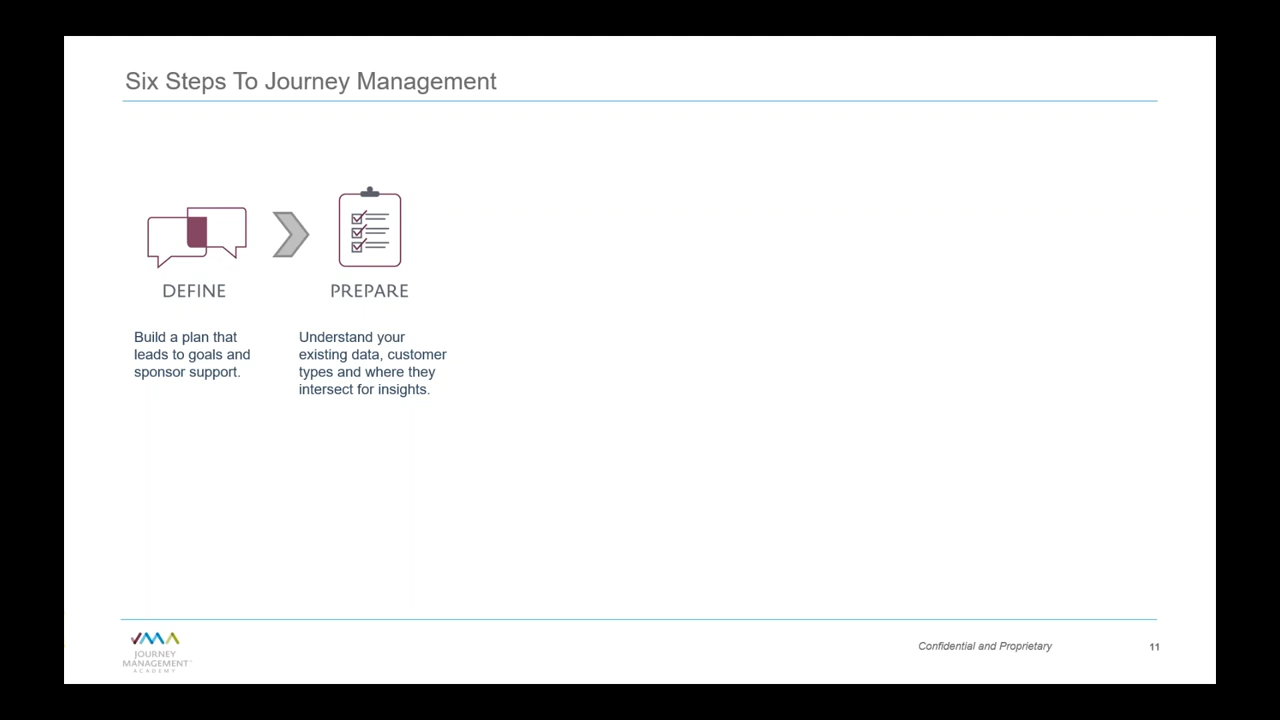 Six Steps To Journey Management
DEFINE
Build a plan that
leads to goals and
sponsor support.
PREPARE
Understand your
existing data, customer
types and where they
intersect for insights.
JOURNEY
MANAGEMENT
ACADEMY
Confidential and Proprietary
11